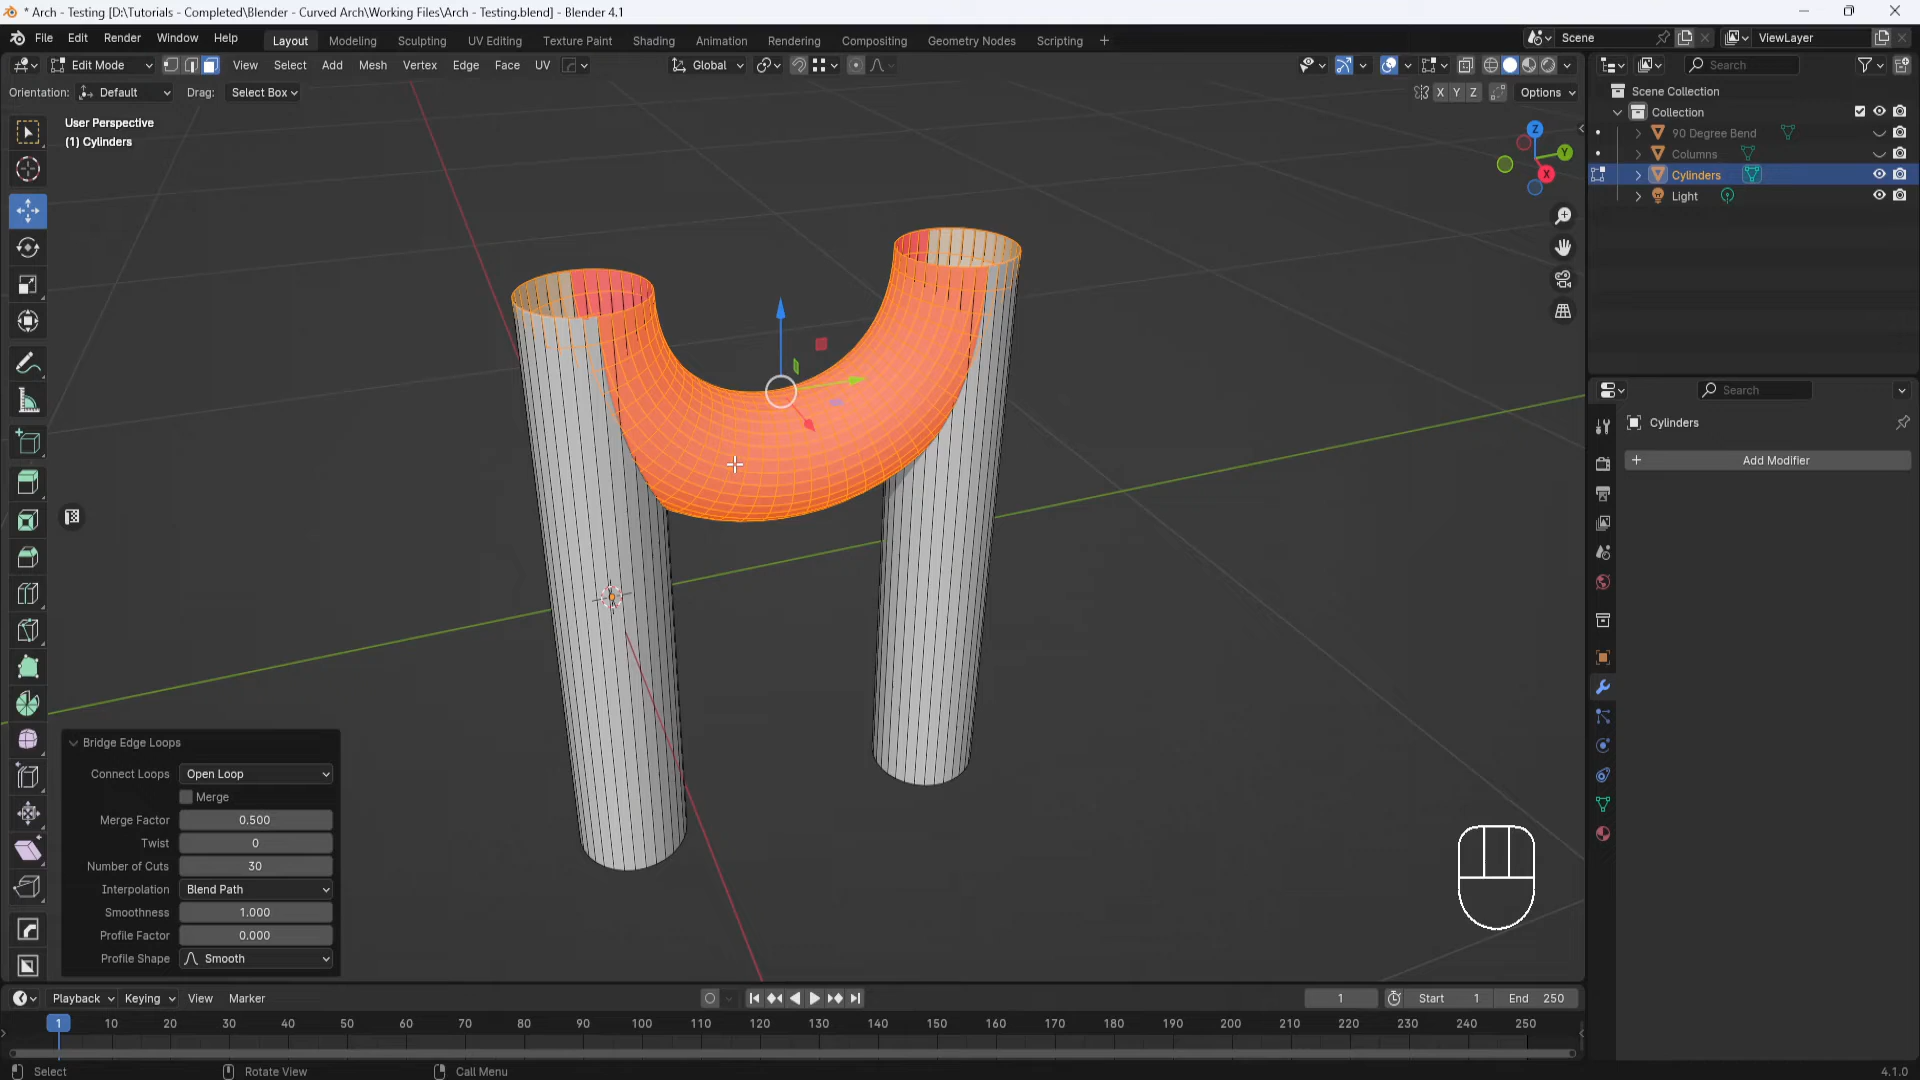 * Arch - Testing [D:\Tutorials - Completed\Blender - Curved Arch\Working Files\Arch - Testing.blend] - Blender 4.1
File Edit Render Window Help Layout Modeling Sculpting UV Editing Texture Paint Shading Animation Rendering Compositing Geometry Nodes Scripting + Scene ViewLayer
Edit Mode View Select Add Mesh Vertex Edge Face UV Global Search
Orientation: Default Drag: Select Box X Y Z Options
Scene Collection
Collection
90 Degree Bend
Columns
Cylinders
Light
User Perspective
(1) Cylinders
Z
Y
X
Search
Cylinders
+ Add Modifier
Bridge Edge Loops
Connect Loops Open Loop
Merge
Merge Factor 0.500
Twist 0
Number of Cuts 30
Interpolation Blend Path
Smoothness 1.000
Profile Factor 0.000
Profile Shape Smooth
Playback Keying View Marker 1 Start 1 End 250
1 10 20 30 40 50 60 70 80 90 100 110 120 130 140 150 160 170 180 190 200 210 220 230 240 250
Select Rotate View Call Menu 4.1.0